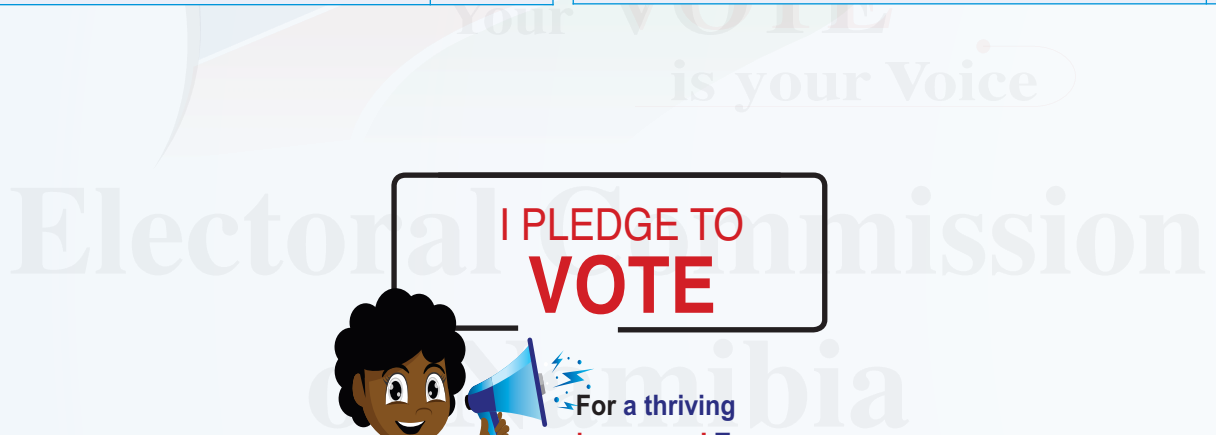 Your VOTE
is your Voice
Electoral Commission
I PLEDGE TO
VOTE
of Namibia
For a thriving